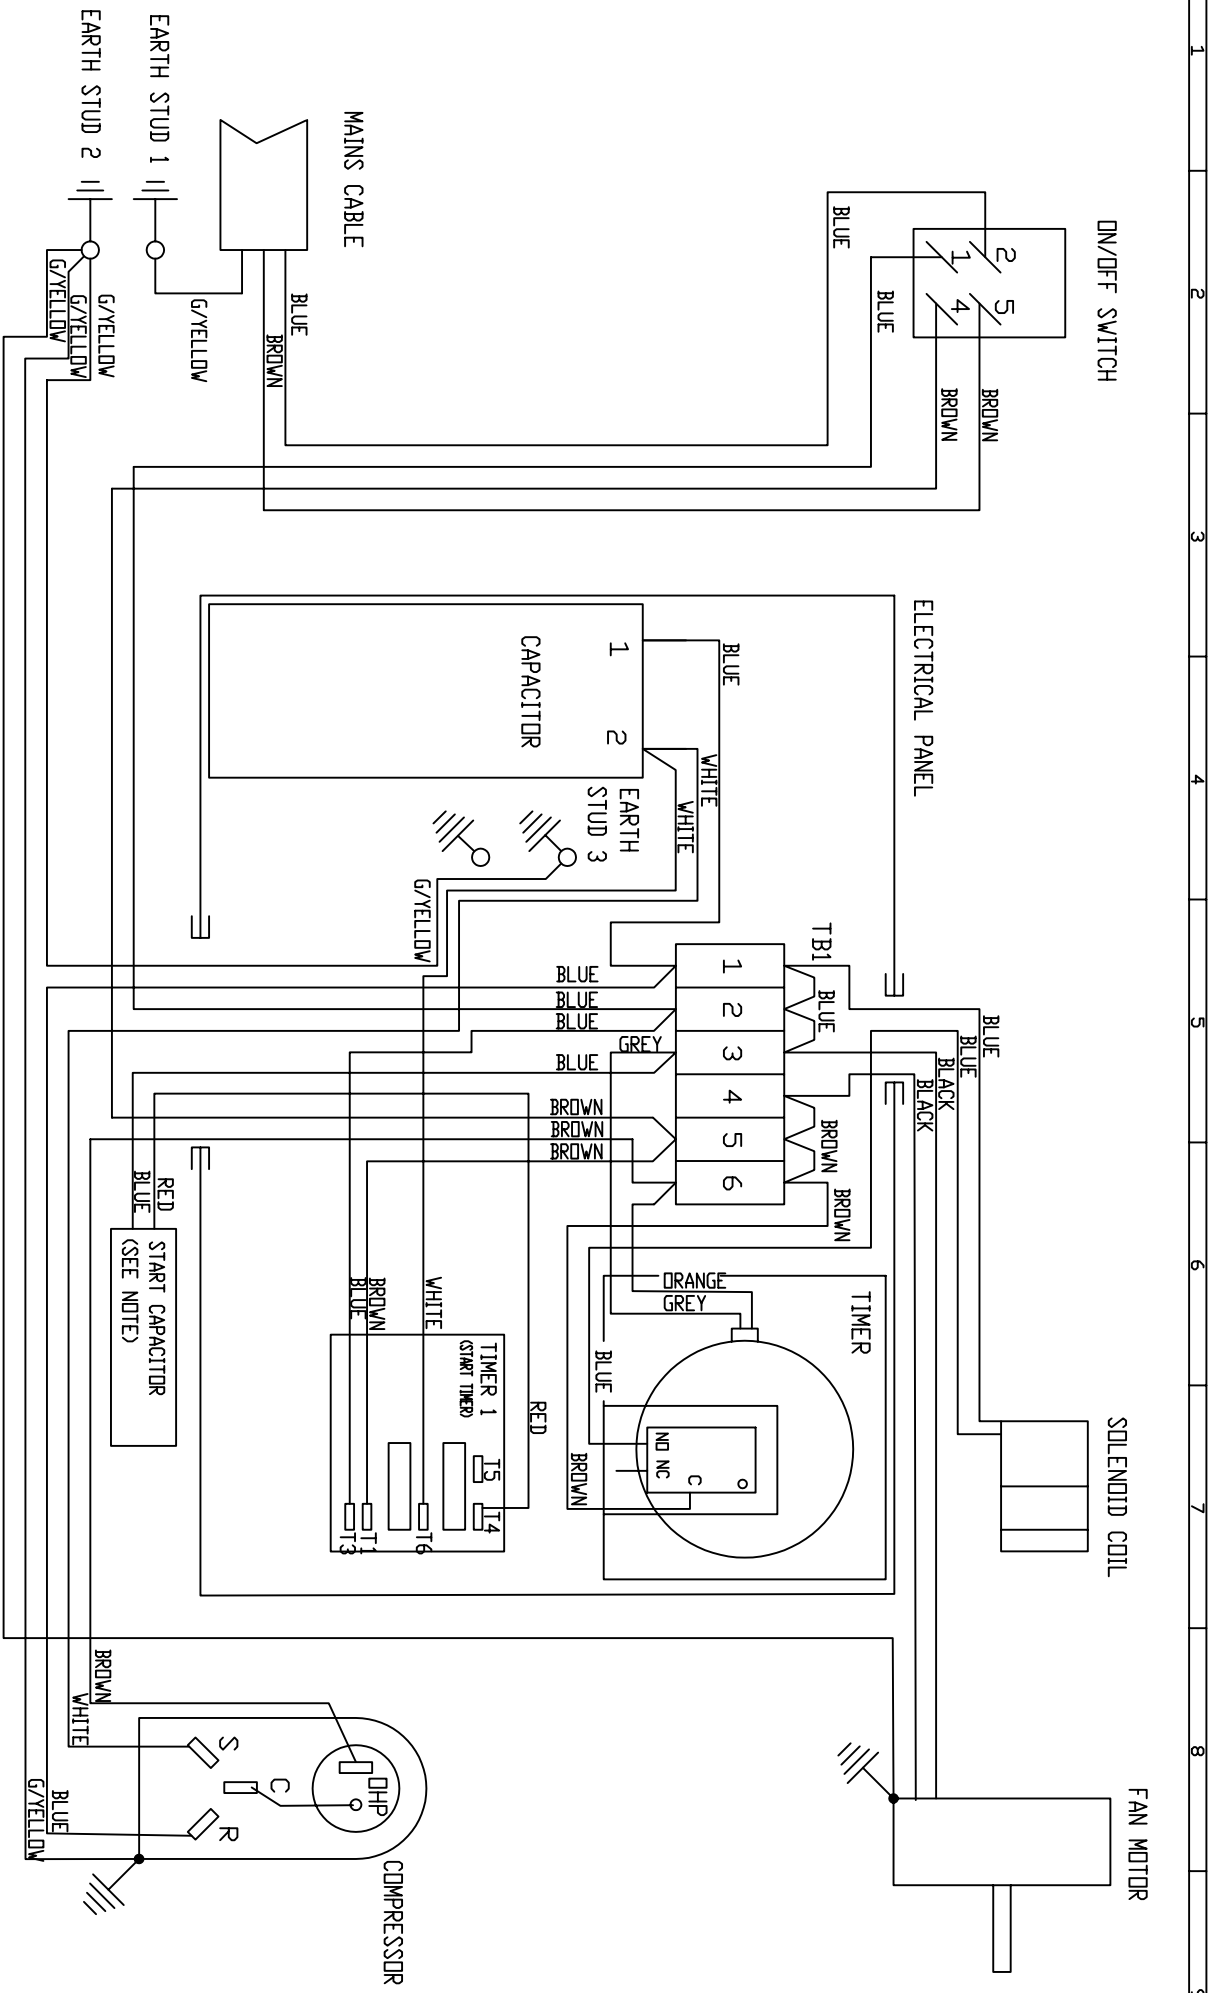 1
2
3
4
5
6
7
8
ON/OFF SWITCH
2
5
1
4
BLUE
BLUE
BROWN
BROWN
MAINS CABLE
BLUE
BROWN
G/YELLOW
EARTH STUD 1
EARTH STUD 2
G/YELLOW
G/YELLOW
G/YELLOW
ELECTRICAL PANEL
BLUE
1
2
CAPACITOR
WHITE
WHITE
EARTH
STUD 3
G/YELLOW
TB1
1
2
3
4
5
6
BLUE
BROWN
BROWN
BLUE
BLUE
BLACK
BLACK
BLUE
BLUE
BLUE
GREY
BLUE
BROWN
BROWN
BROWN
RED
BLUE
START CAPACITOR
(SEE NOTE)
WHITE
BROWN
BLUE
TIMER 1
(START TIMER)
RED
T5
T4
T6
T1
T3
TIMER
ORANGE
GREY
BLUE
BROWN
NO NC
C
SOLENOID COIL
FAN MOTOR
COMPRESSOR
OHP
S
C
R
BROWN
WHITE
BLUE
G/YELLOW